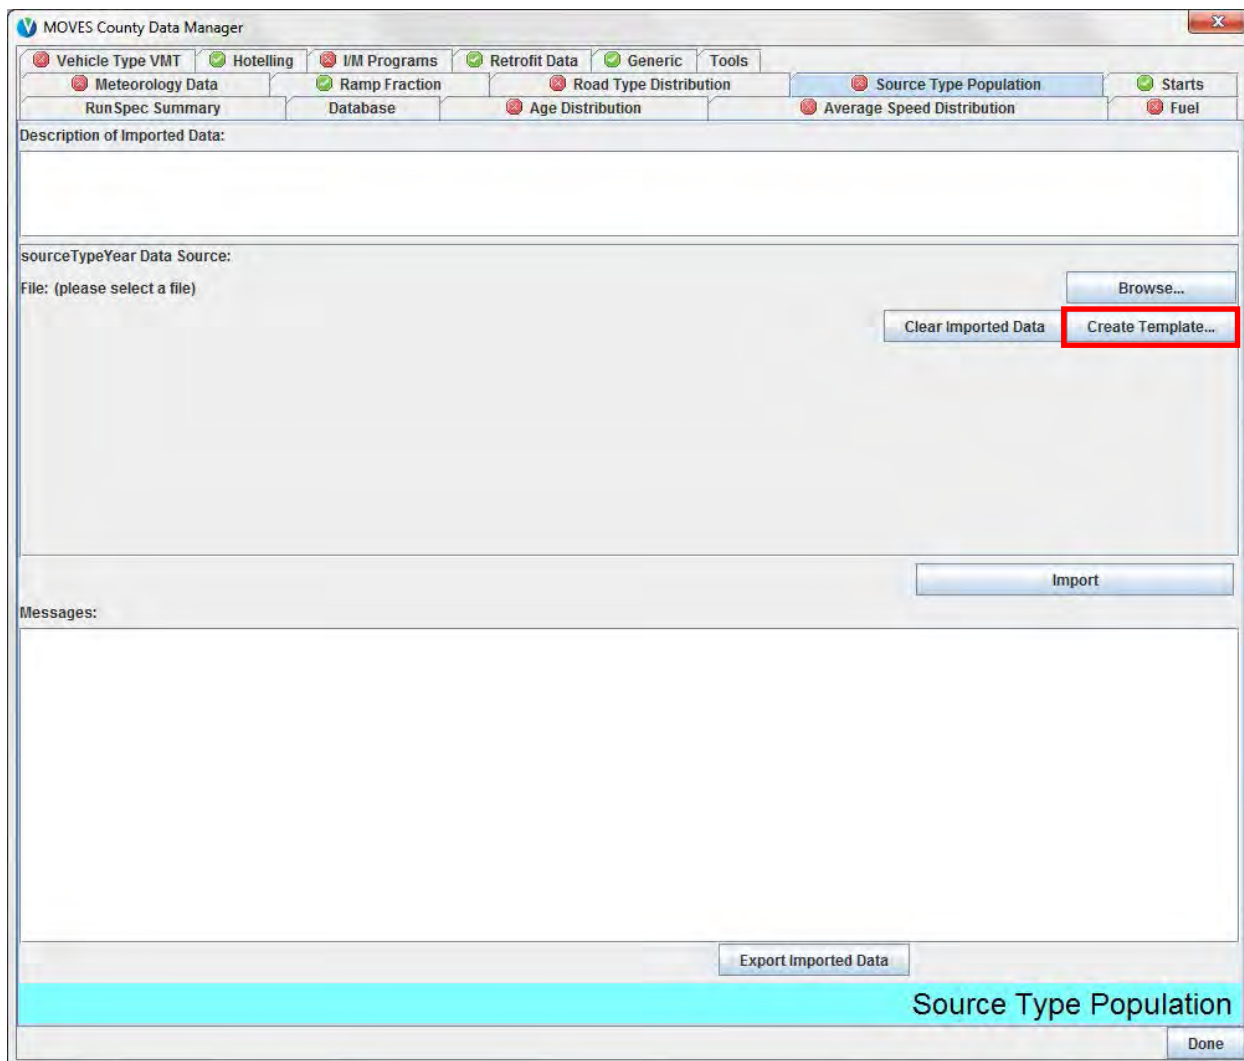 MOVES County Data Manager
Vehicle Type VMT Hotelling I/M Programs Retrofit Data Generic Tools
Meteorology Data Ramp Fraction Road Type Distribution Source Type Population Starts
RunSpec Summary Database Age Distribution Average Speed Distribution Fuel
Description of Imported Data:
sourceTypeYear Data Source:
File: (please select a file) Browse...
Clear Imported Data Create Template...
Import
Messages:
Export Imported Data
Source Type Population
Done